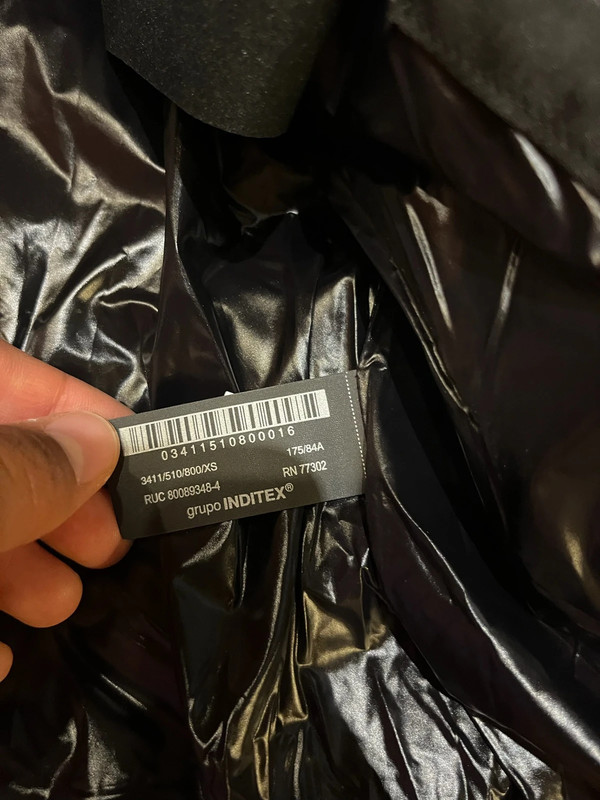 03411510800016
3411/510/800/XS 175/84A
RUC 80089348-4 RN 77302
grupo INDITEX®